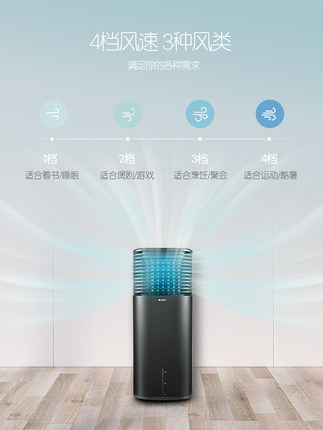 4档风速 3种风类
满足你的各种需求
1档
2档
3档
4档
适合看书/睡眠
适合煲剧/游戏
适合烹饪/聚会
适合运动/酷暑